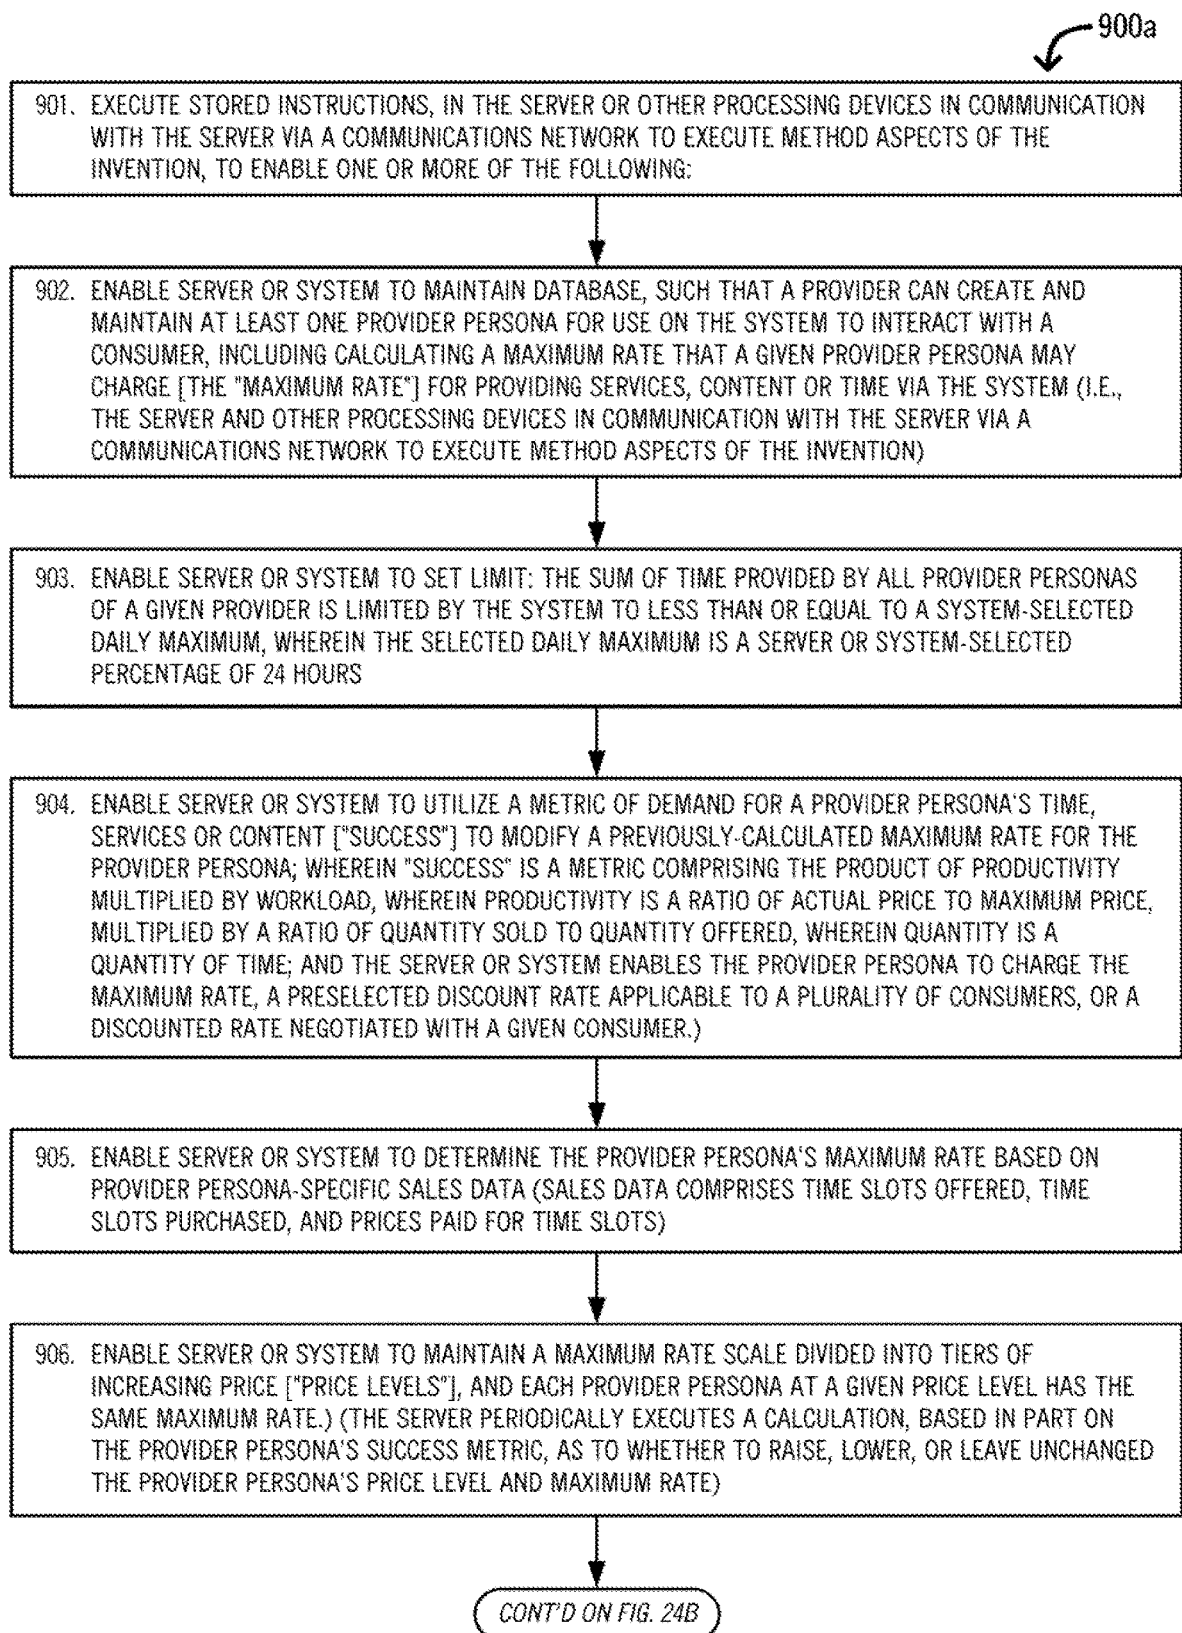 900a
901. EXECUTE STORED INSTRUCTIONS, IN THE SERVER OR OTHER PROCESSING DEVICES IN COMMUNICATION
WITH THE SERVER VIA A COMMUNICATIONS NETWORK TO EXECUTE METHOD ASPECTS OF THE
INVENTION, TO ENABLE ONE OR MORE OF THE FOLLOWING:
902. ENABLE SERVER OR SYSTEM TO MAINTAIN DATABASE, SUCH THAT A PROVIDER CAN CREATE AND
MAINTAIN AT LEAST ONE PROVIDER PERSONA FOR USE ON THE SYSTEM TO INTERACT WITH A
CONSUMER, INCLUDING CALCULATING A MAXIMUM RATE THAT A GIVEN PROVIDER PERSONA MAY
CHARGE [THE "MAXIMUM RATE"] FOR PROVIDING SERVICES, CONTENT OR TIME VIA THE SYSTEM (I.E.,
THE SERVER AND OTHER PROCESSING DEVICES IN COMMUNICATION WITH THE SERVER VIA A
COMMUNICATIONS NETWORK TO EXECUTE METHOD ASPECTS OF THE INVENTION)
903. ENABLE SERVER OR SYSTEM TO SET LIMIT: THE SUM OF TIME PROVIDED BY ALL PROVIDER PERSONAS
OF A GIVEN PROVIDER IS LIMITED BY THE SYSTEM TO LESS THAN OR EQUAL TO A SYSTEM-SELECTED
DAILY MAXIMUM, WHEREIN THE SELECTED DAILY MAXIMUM IS A SERVER OR SYSTEM-SELECTED
PERCENTAGE OF 24 HOURS
904. ENABLE SERVER OR SYSTEM TO UTILIZE A METRIC OF DEMAND FOR A PROVIDER PERSONA'S TIME,
SERVICES OR CONTENT ["SUCCESS"] TO MODIFY A PREVIOUSLY-CALCULATED MAXIMUM RATE FOR THE
PROVIDER PERSONA; WHEREIN "SUCCESS" IS A METRIC COMPRISING THE PRODUCT OF PRODUCTIVITY
MULTIPLIED BY WORKLOAD, WHEREIN PRODUCTIVITY IS A RATIO OF ACTUAL PRICE TO MAXIMUM PRICE,
MULTIPLIED BY A RATIO OF QUANTITY SOLD TO QUANTITY OFFERED, WHEREIN QUANTITY IS A
QUANTITY OF TIME; AND THE SERVER OR SYSTEM ENABLES THE PROVIDER PERSONA TO CHARGE THE
MAXIMUM RATE, A PRESELECTED DISCOUNT RATE APPLICABLE TO A PLURALITY OF CONSUMERS, OR A
DISCOUNTED RATE NEGOTIATED WITH A GIVEN CONSUMER.)
905. ENABLE SERVER OR SYSTEM TO DETERMINE THE PROVIDER PERSONA'S MAXIMUM RATE BASED ON
PROVIDER PERSONA-SPECIFIC SALES DATA (SALES DATA COMPRISES TIME SLOTS OFFERED, TIME
SLOTS PURCHASED, AND PRICES PAID FOR TIME SLOTS)
906. ENABLE SERVER OR SYSTEM TO MAINTAIN A MAXIMUM RATE SCALE DIVIDED INTO TIERS OF
INCREASING PRICE ["PRICE LEVELS"], AND EACH PROVIDER PERSONA AT A GIVEN PRICE LEVEL HAS THE
SAME MAXIMUM RATE.) (THE SERVER PERIODICALLY EXECUTES A CALCULATION, BASED IN PART ON
THE PROVIDER PERSONA'S SUCCESS METRIC, AS TO WHETHER TO RAISE, LOWER, OR LEAVE UNCHANGED
THE PROVIDER PERSONA'S PRICE LEVEL AND MAXIMUM RATE)
CONT'D ON FIG. 24B